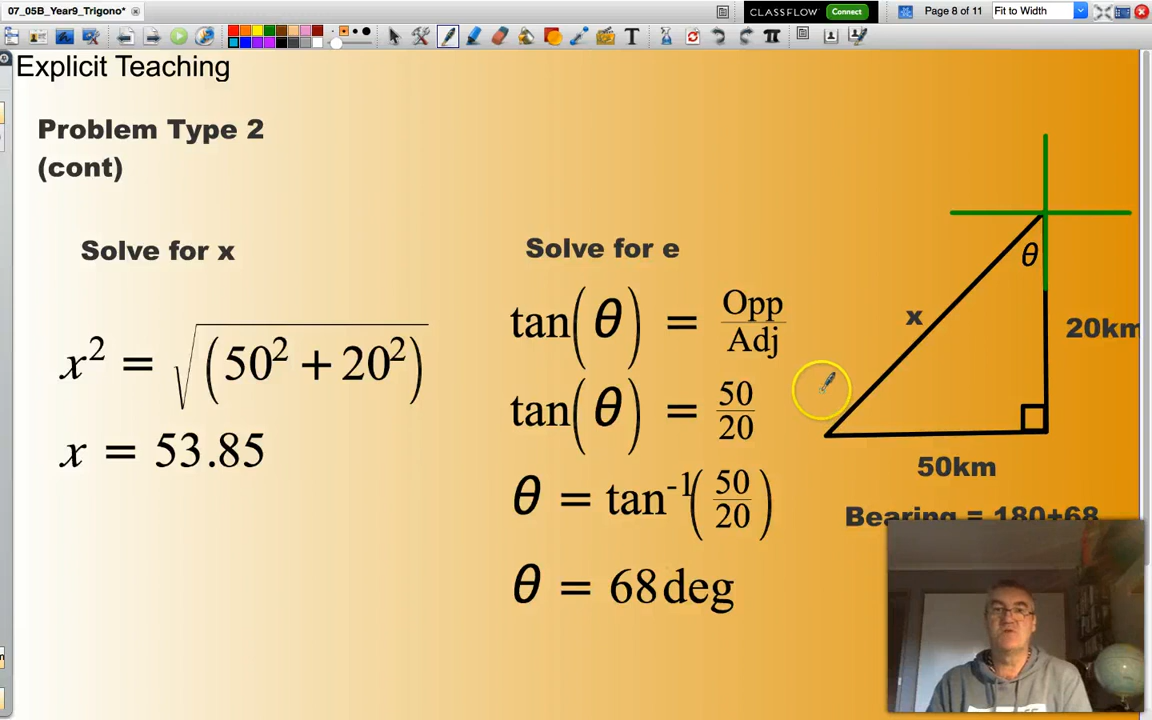 07_05B_Year9_Trigono*
CLASSFLOW Connect
Page 8 of 11
Fit to Width
Explicit Teaching
Problem Type 2
(cont)
Solve for x
x² = √(50² + 20²)
x = 53.85
Solve for e
tan(θ) = Opp/Adj
tan(θ) = 50/20
θ = tan⁻¹(50/20)
θ = 68deg
θ
x
20km
50km
Bearing = 180+68